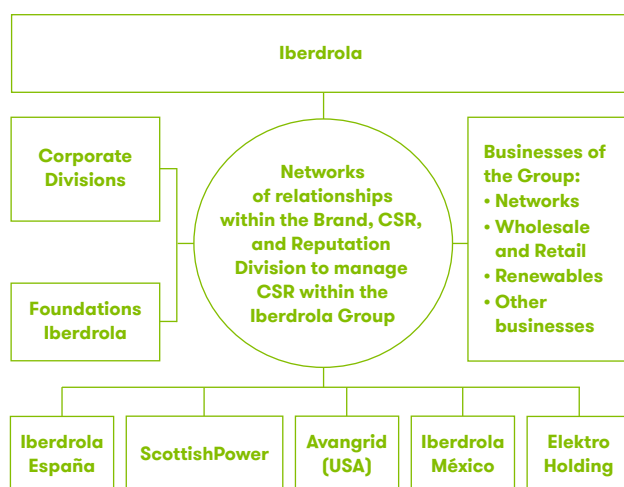 Iberdrola
Corporate
Divisions
Foundations
Iberdrola
Networks
of relationships
within the Brand, CSR,
and Reputation
Division to manage
CSR within the
Iberdrola Group
Businesses of
the Group:
• Networks
• Wholesale
and Retail
• Renewables
• Other
businesses
Iberdrola
España
ScottishPower
Avangrid
(USA)
Iberdrola
México
Elektro
Holding